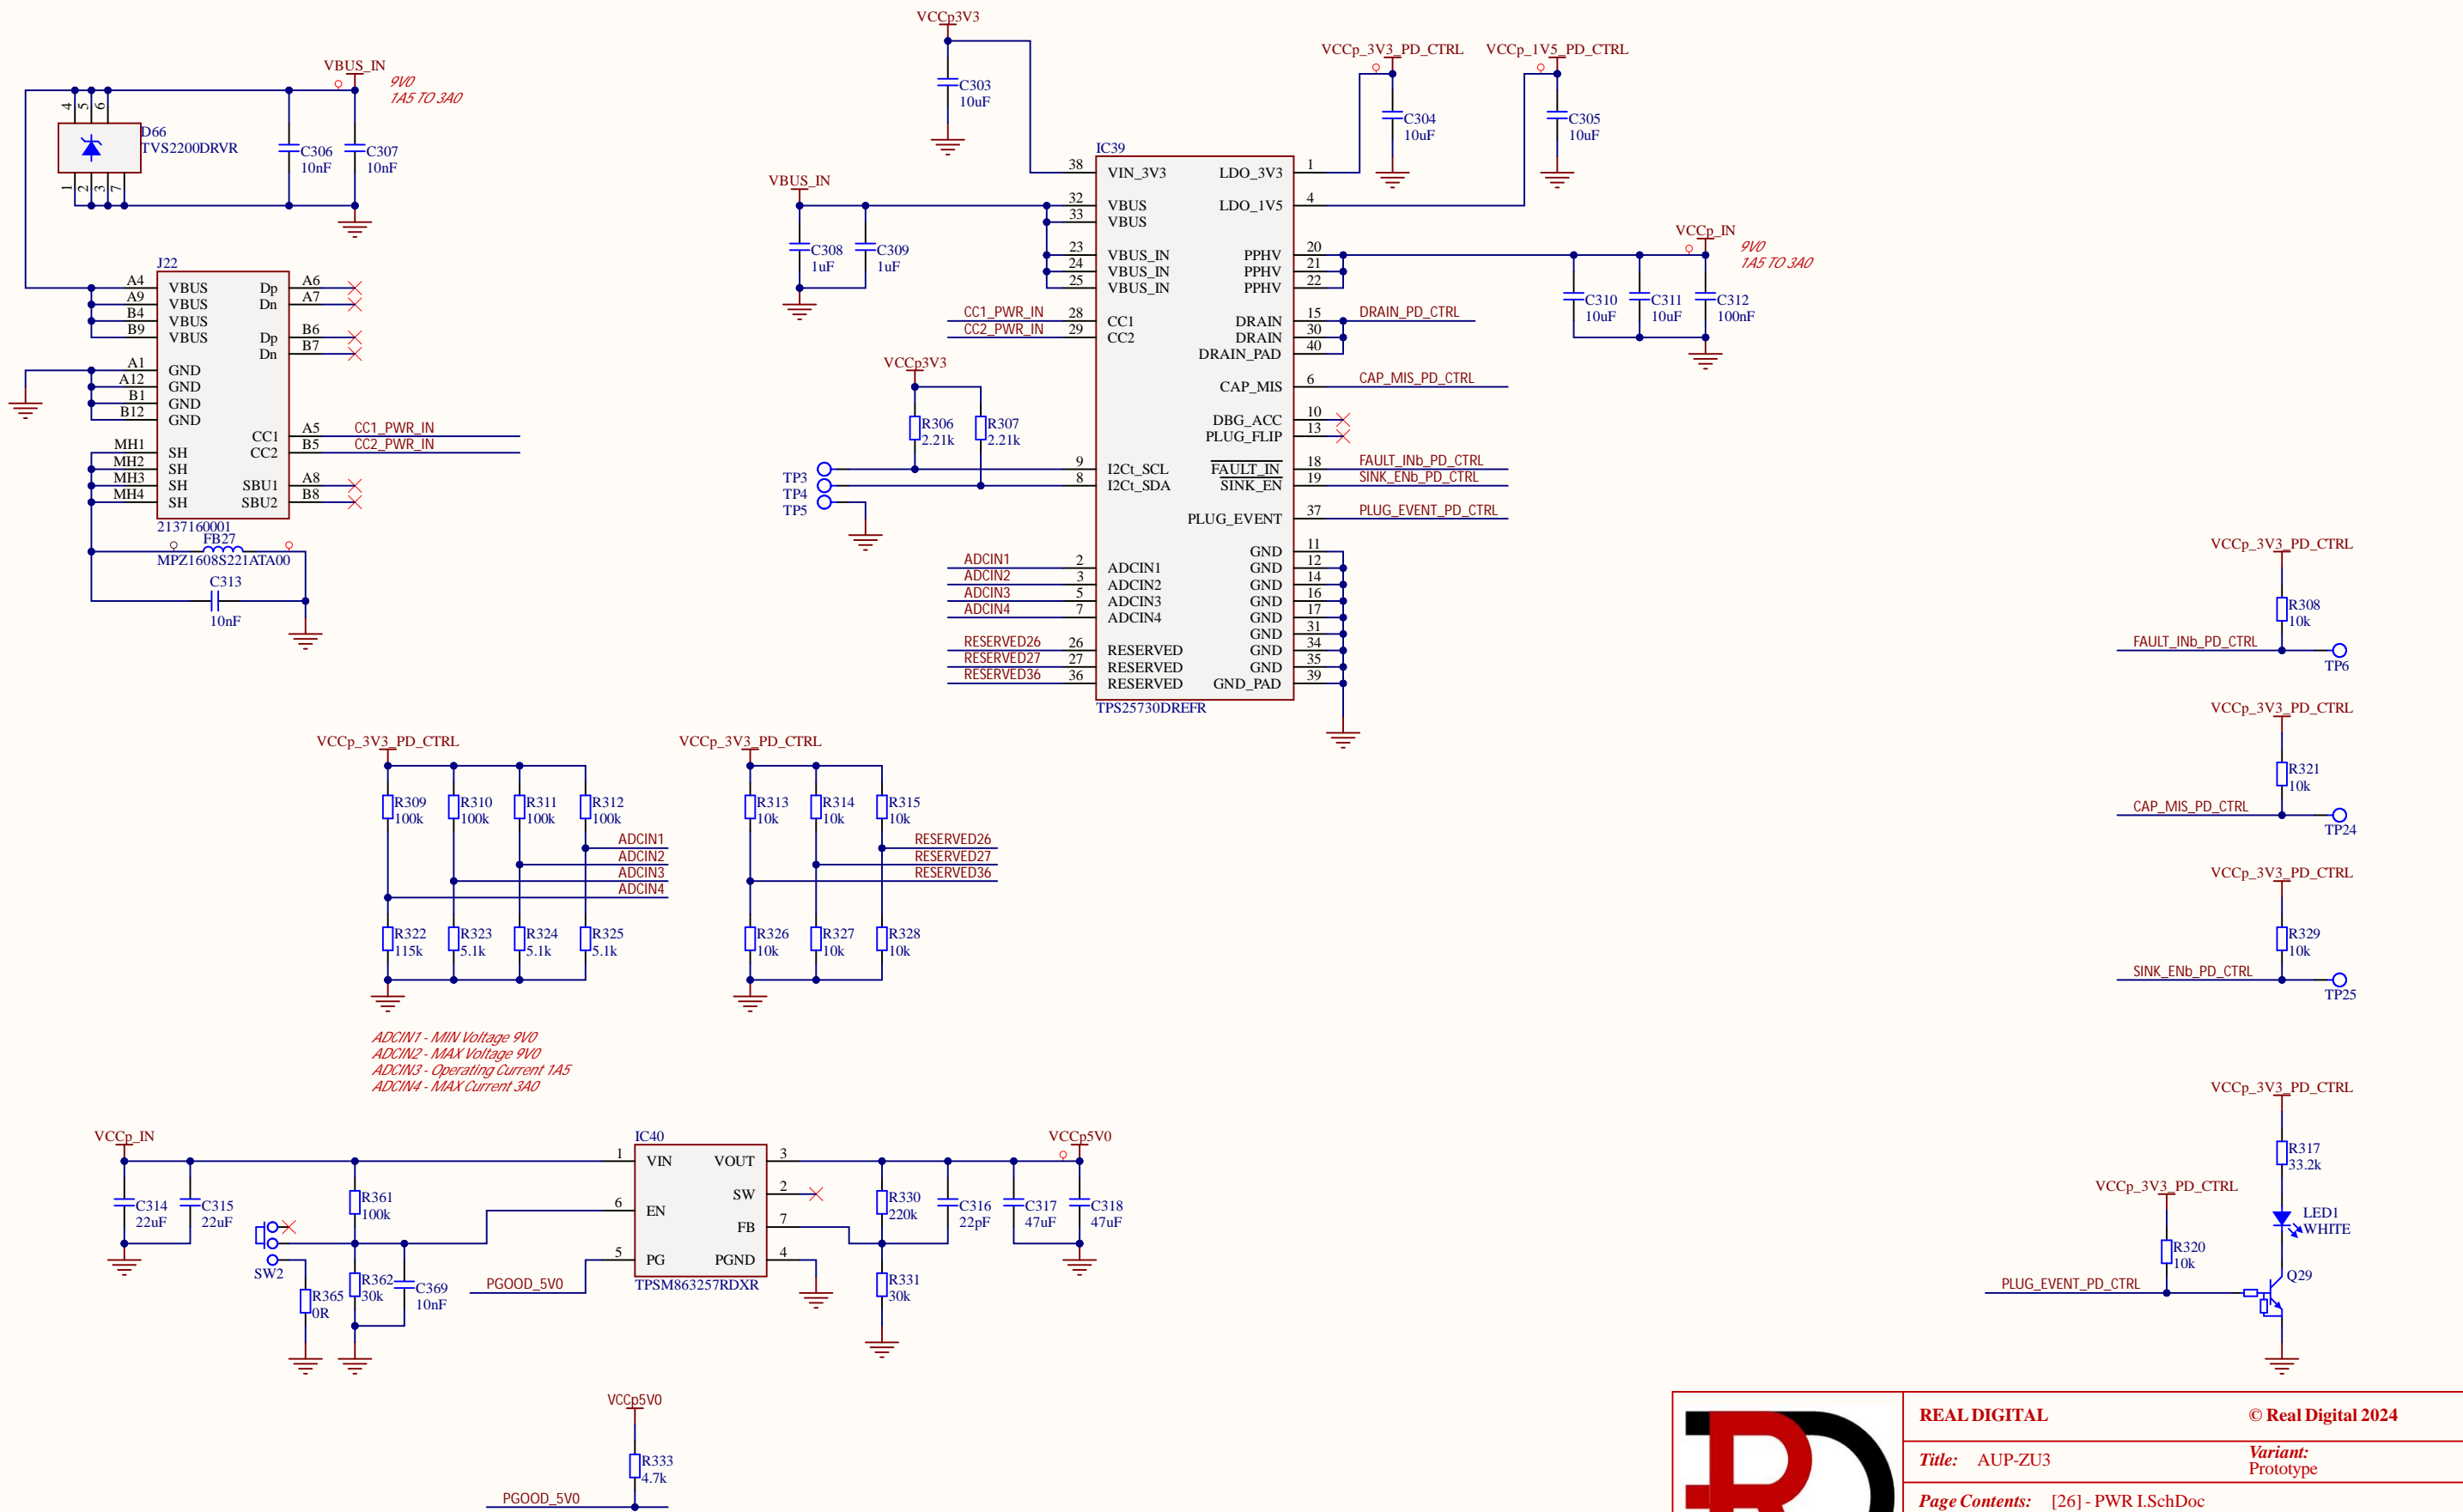 VBUS_IN
9V0
1A5 TO 3A0
4
5
6
D66
TVS2200DRVR
1
2
3
7
C306
10nF
C307
10nF
J22
A4 VBUS Dp A6
A9 VBUS Dn A7
B4 VBUS
B9 VBUS Dp B6
Dn B7
A1 GND
A12 GND
B1 GND
B12 GND
CC1 A5 CC1_PWR_IN
CC2 B5 CC2_PWR_IN
MH1 SH
MH2 SH
MH3 SH SBU1 A8
MH4 SH SBU2 B8
2137160001
FB27
MPZ1608S221ATA00
C313
10nF
VCCp3V3
C303
10uF
VCCp_3V3_PD_CTRL
C304
10uF
VCCp_1V5_PD_CTRL
C305
10uF
VBUS_IN
C308
1uF
C309
1uF
IC39
38 VIN_3V3 LDO_3V3 1
32 VBUS LDO_1V5 4
33 VBUS
23 VBUS_IN PPHV 20
24 VBUS_IN PPHV 21
25 VBUS_IN PPHV 22
CC1_PWR_IN 28 CC1 DRAIN 15 DRAIN_PD_CTRL
CC2_PWR_IN 29 CC2 DRAIN 30
DRAIN_PAD 40
CAP_MIS 6 CAP_MIS_PD_CTRL
DBG_ACC 10
PLUG_FLIP 13
9 I2Ct_SCL FAULT_IN 18 FAULT_INb_PD_CTRL
8 I2Ct_SDA SINK_EN 19 SINK_ENb_PD_CTRL
PLUG_EVENT 37 PLUG_EVENT_PD_CTRL
GND 11
ADCIN1 2 ADCIN1 GND 12
ADCIN2 3 ADCIN2 GND 14
ADCIN3 5 ADCIN3 GND 16
ADCIN4 7 ADCIN4 GND 17
GND 31
RESERVED26 26 RESERVED GND 34
RESERVED27 27 RESERVED GND 35
RESERVED36 36 RESERVED GND_PAD 39
TPS25730DREFR
VCCp3V3
R306
2.21k
R307
2.21k
TP3
TP4
TP5
VCCp_IN
9V0
1A5 TO 3A0
C310
10uF
C311
10uF
C312
100nF
VCCp_3V3_PD_CTRL
R308
10k
FAULT_INb_PD_CTRL
TP6
VCCp_3V3_PD_CTRL
R321
10k
CAP_MIS_PD_CTRL
TP24
VCCp_3V3_PD_CTRL
R329
10k
SINK_ENb_PD_CTRL
TP25
VCCp_3V3_PD_CTRL
R309
100k
R310
100k
R311
100k
R312
100k
ADCIN1
ADCIN2
ADCIN3
ADCIN4
R322
115k
R323
5.1k
R324
5.1k
R325
5.1k
VCCp_3V3_PD_CTRL
R313
10k
R314
10k
R315
10k
RESERVED26
RESERVED27
RESERVED36
R326
10k
R327
10k
R328
10k
ADCIN1 - MIN Voltage 9V0
ADCIN2 - MAX Voltage 9V0
ADCIN3 - Operating Current 1A5
ADCIN4 - MAX Current 3A0
VCCp_IN
C314
22uF
C315
22uF
SW2
R365
0R
R361
100k
R362
30k
C369
10nF
IC40
1 VIN VOUT 3
SW 2
6 EN
FB 7
5 PG PGND 4
PGOOD_5V0
TPSM863257RDXR
VCCp5V0
R330
220k
C316
22pF
C317
47uF
C318
47uF
R331
30k
VCCp5V0
R333
4.7k
PGOOD_5V0
VCCp_3V3_PD_CTRL
R317
33.2k
LED1
WHITE
VCCp_3V3_PD_CTRL
R320
10k
PLUG_EVENT_PD_CTRL
Q29
REAL DIGITAL © Real Digital 2024
Title: AUP-ZU3 Variant:
Prototype
Page Contents: [26] - PWR I.SchDoc